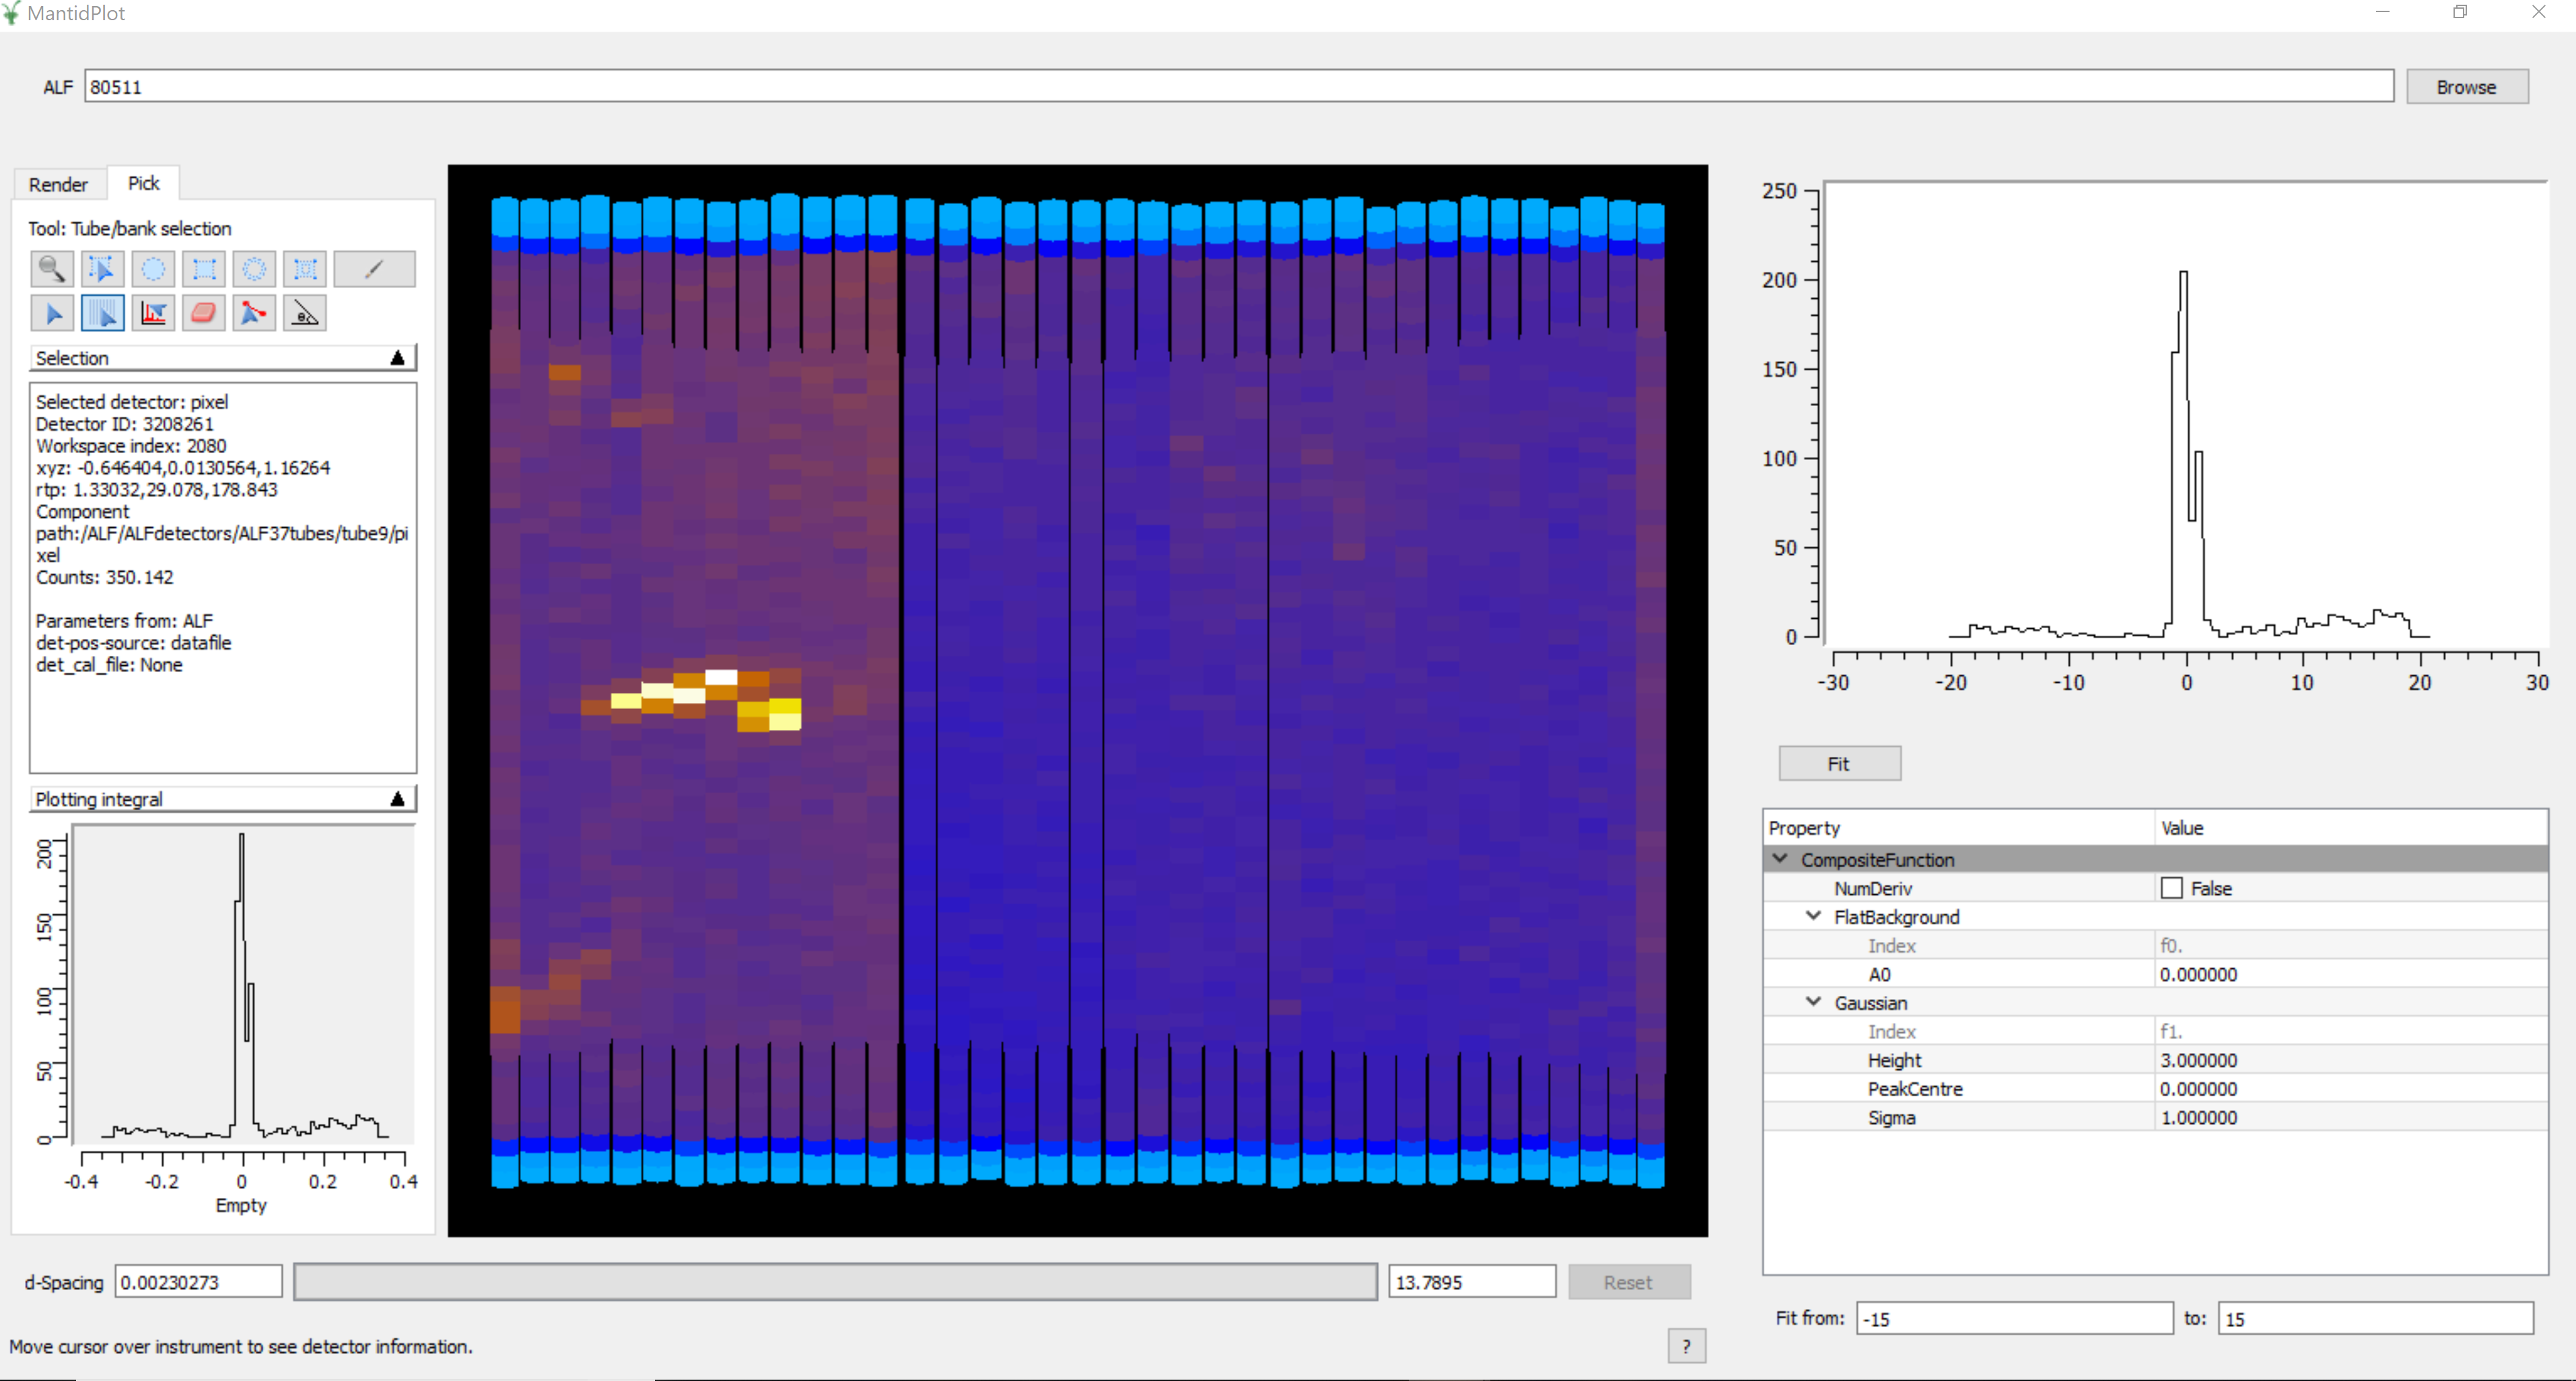 MantidPlot
ALF 80511 Browse
Render Pick
Tool: Tube/bank selection
Selection
Selected detector: pixel
Detector ID: 3208261
Workspace index: 2080
xyz: -0.646404,0.0130564,1.16264
rtp: 1.33032,29.078,178.843
Component
path:/ALF/ALFdetectors/ALF37tubes/tube9/pi
xel
Counts: 350.142
Parameters from: ALF
det-pos-source: datafile
det_cal_file: None
Plotting integral
200
150
100
50
0
-0.4 -0.2 0 0.2 0.4
Empty
d-Spacing 0.00230273 13.7895 Reset
Move cursor over instrument to see detector information. ?
250
200
150
100
50
0
-30 -20 -10 0 10 20 30
Fit
Property Value
CompositeFunction
NumDeriv False
FlatBackground
Index f0.
A0 0.000000
Gaussian
Index f1.
Height 3.000000
PeakCentre 0.000000
Sigma 1.000000
Fit from: -15 to: 15